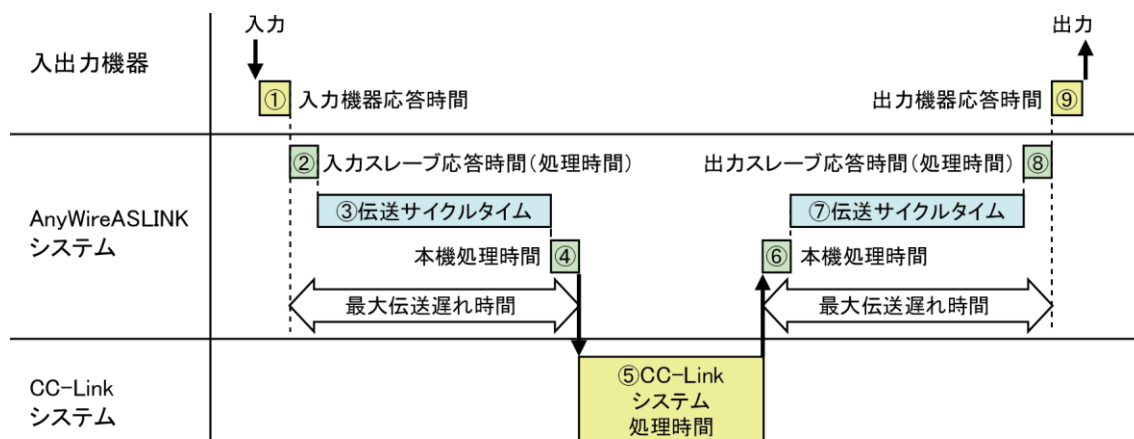 入力
出力
入出力機器
①
入力機器応答時間
出力機器応答時間
⑨
②
入力スレーブ応答時間(処理時間)
出力スレーブ応答時間(処理時間)
⑧
AnyWireASLINK
システム
③伝送サイクルタイム
⑦伝送サイクルタイム
本機処理時間
④
⑥
本機処理時間
最大伝送遅れ時間
最大伝送遅れ時間
CC-Link
システム
⑤CC-Link
システム
処理時間